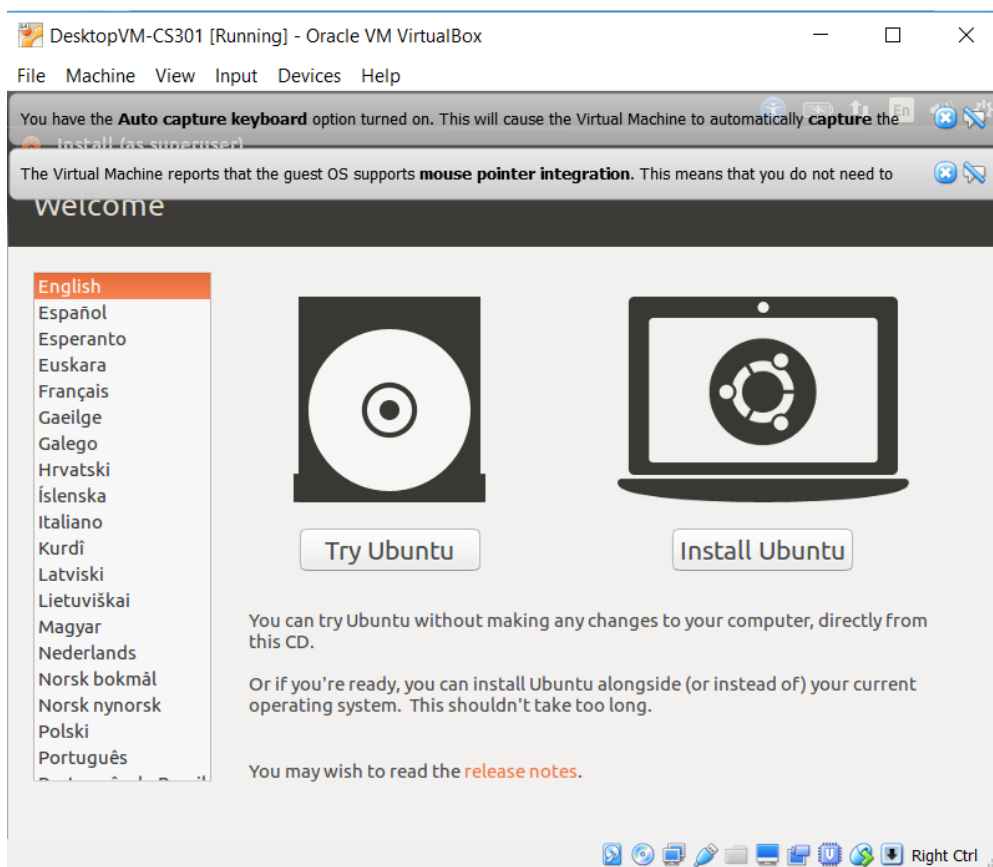 DesktopVM-CS301 [Running] - Oracle VM VirtualBox
File Machine View Input Devices Help
You have the Auto capture keyboard option turned on. This will cause the Virtual Machine to automatically capture the
En
Install (as superuser)
The Virtual Machine reports that the guest OS supports mouse pointer integration. This means that you do not need to
Welcome
English
Español
Esperanto
Euskara
Français
Gaeilge
Galego
Hrvatski
Íslenska
Italiano
Kurdî
Latviski
Lietuviškai
Magyar
Nederlands
Norsk bokmål
Norsk nynorsk
Polski
Português
Try Ubuntu
Install Ubuntu
You can try Ubuntu without making any changes to your computer, directly from
this CD.
Or if you're ready, you can install Ubuntu alongside (or instead of) your current
operating system. This shouldn't take too long.
You may wish to read the release notes.
Right Ctrl